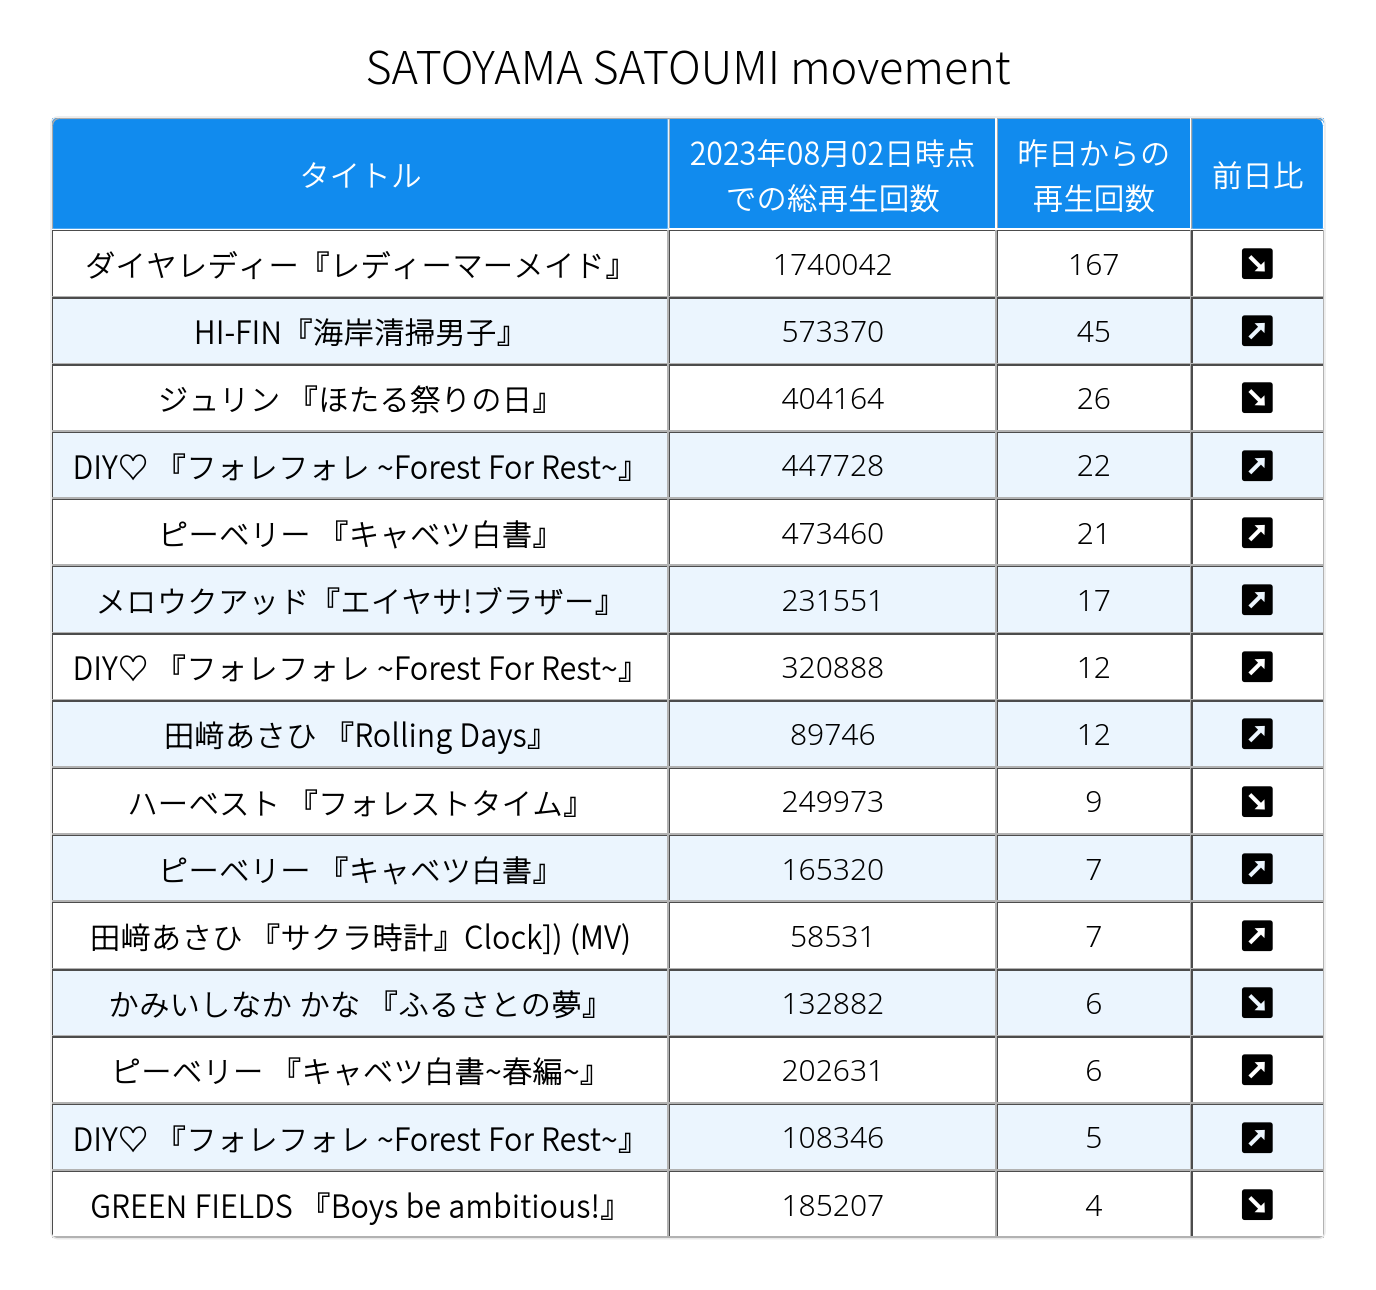 SATOYAMA SATOUMI movement
タイトル 2023年08月02日時点での総再生回数 昨日からの再生回数 前日比
ダイヤレディー『レディーマーメイド』 1740042 167 ↘
HI-FIN『海岸清掃男子』 573370 45 ↗
ジュリン 『ほたる祭りの日』 404164 26 ↘
DIY♡ 『フォレフォレ ~Forest For Rest~』 447728 22 ↗
ピーベリー 『キャベツ白書』 473460 21 ↗
メロウクアッド『エイヤサ!ブラザー』 231551 17 ↗
DIY♡ 『フォレフォレ ~Forest For Rest~』 320888 12 ↗
田﨑あさひ 『Rolling Days』 89746 12 ↗
ハーベスト 『フォレストタイム』 249973 9 ↘
ピーベリー 『キャベツ白書』 165320 7 ↗
田﨑あさひ 『サクラ時計』Clock]) (MV) 58531 7 ↗
かみいしなか かな 『ふるさとの夢』 132882 6 ↘
ピーベリー 『キャベツ白書~春編~』 202631 6 ↗
DIY♡ 『フォレフォレ ~Forest For Rest~』 108346 5 ↗
GREEN FIELDS 『Boys be ambitious!』 185207 4 ↘